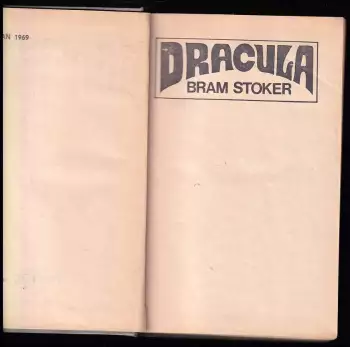 AN 1969
DRACULA
BRAM STOKER